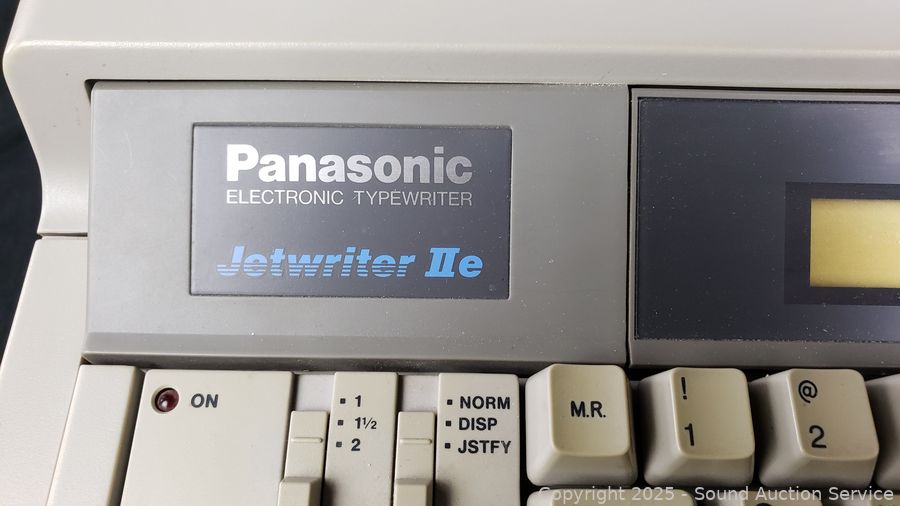 Panasonic
ELECTRONIC TYPEWRITER
Jetwriter IIe
ON
1
1½
2
NORM
DISP
JSTFY
M.R.
!
1
@
2
Copyright 2025 - Sound Auction Service